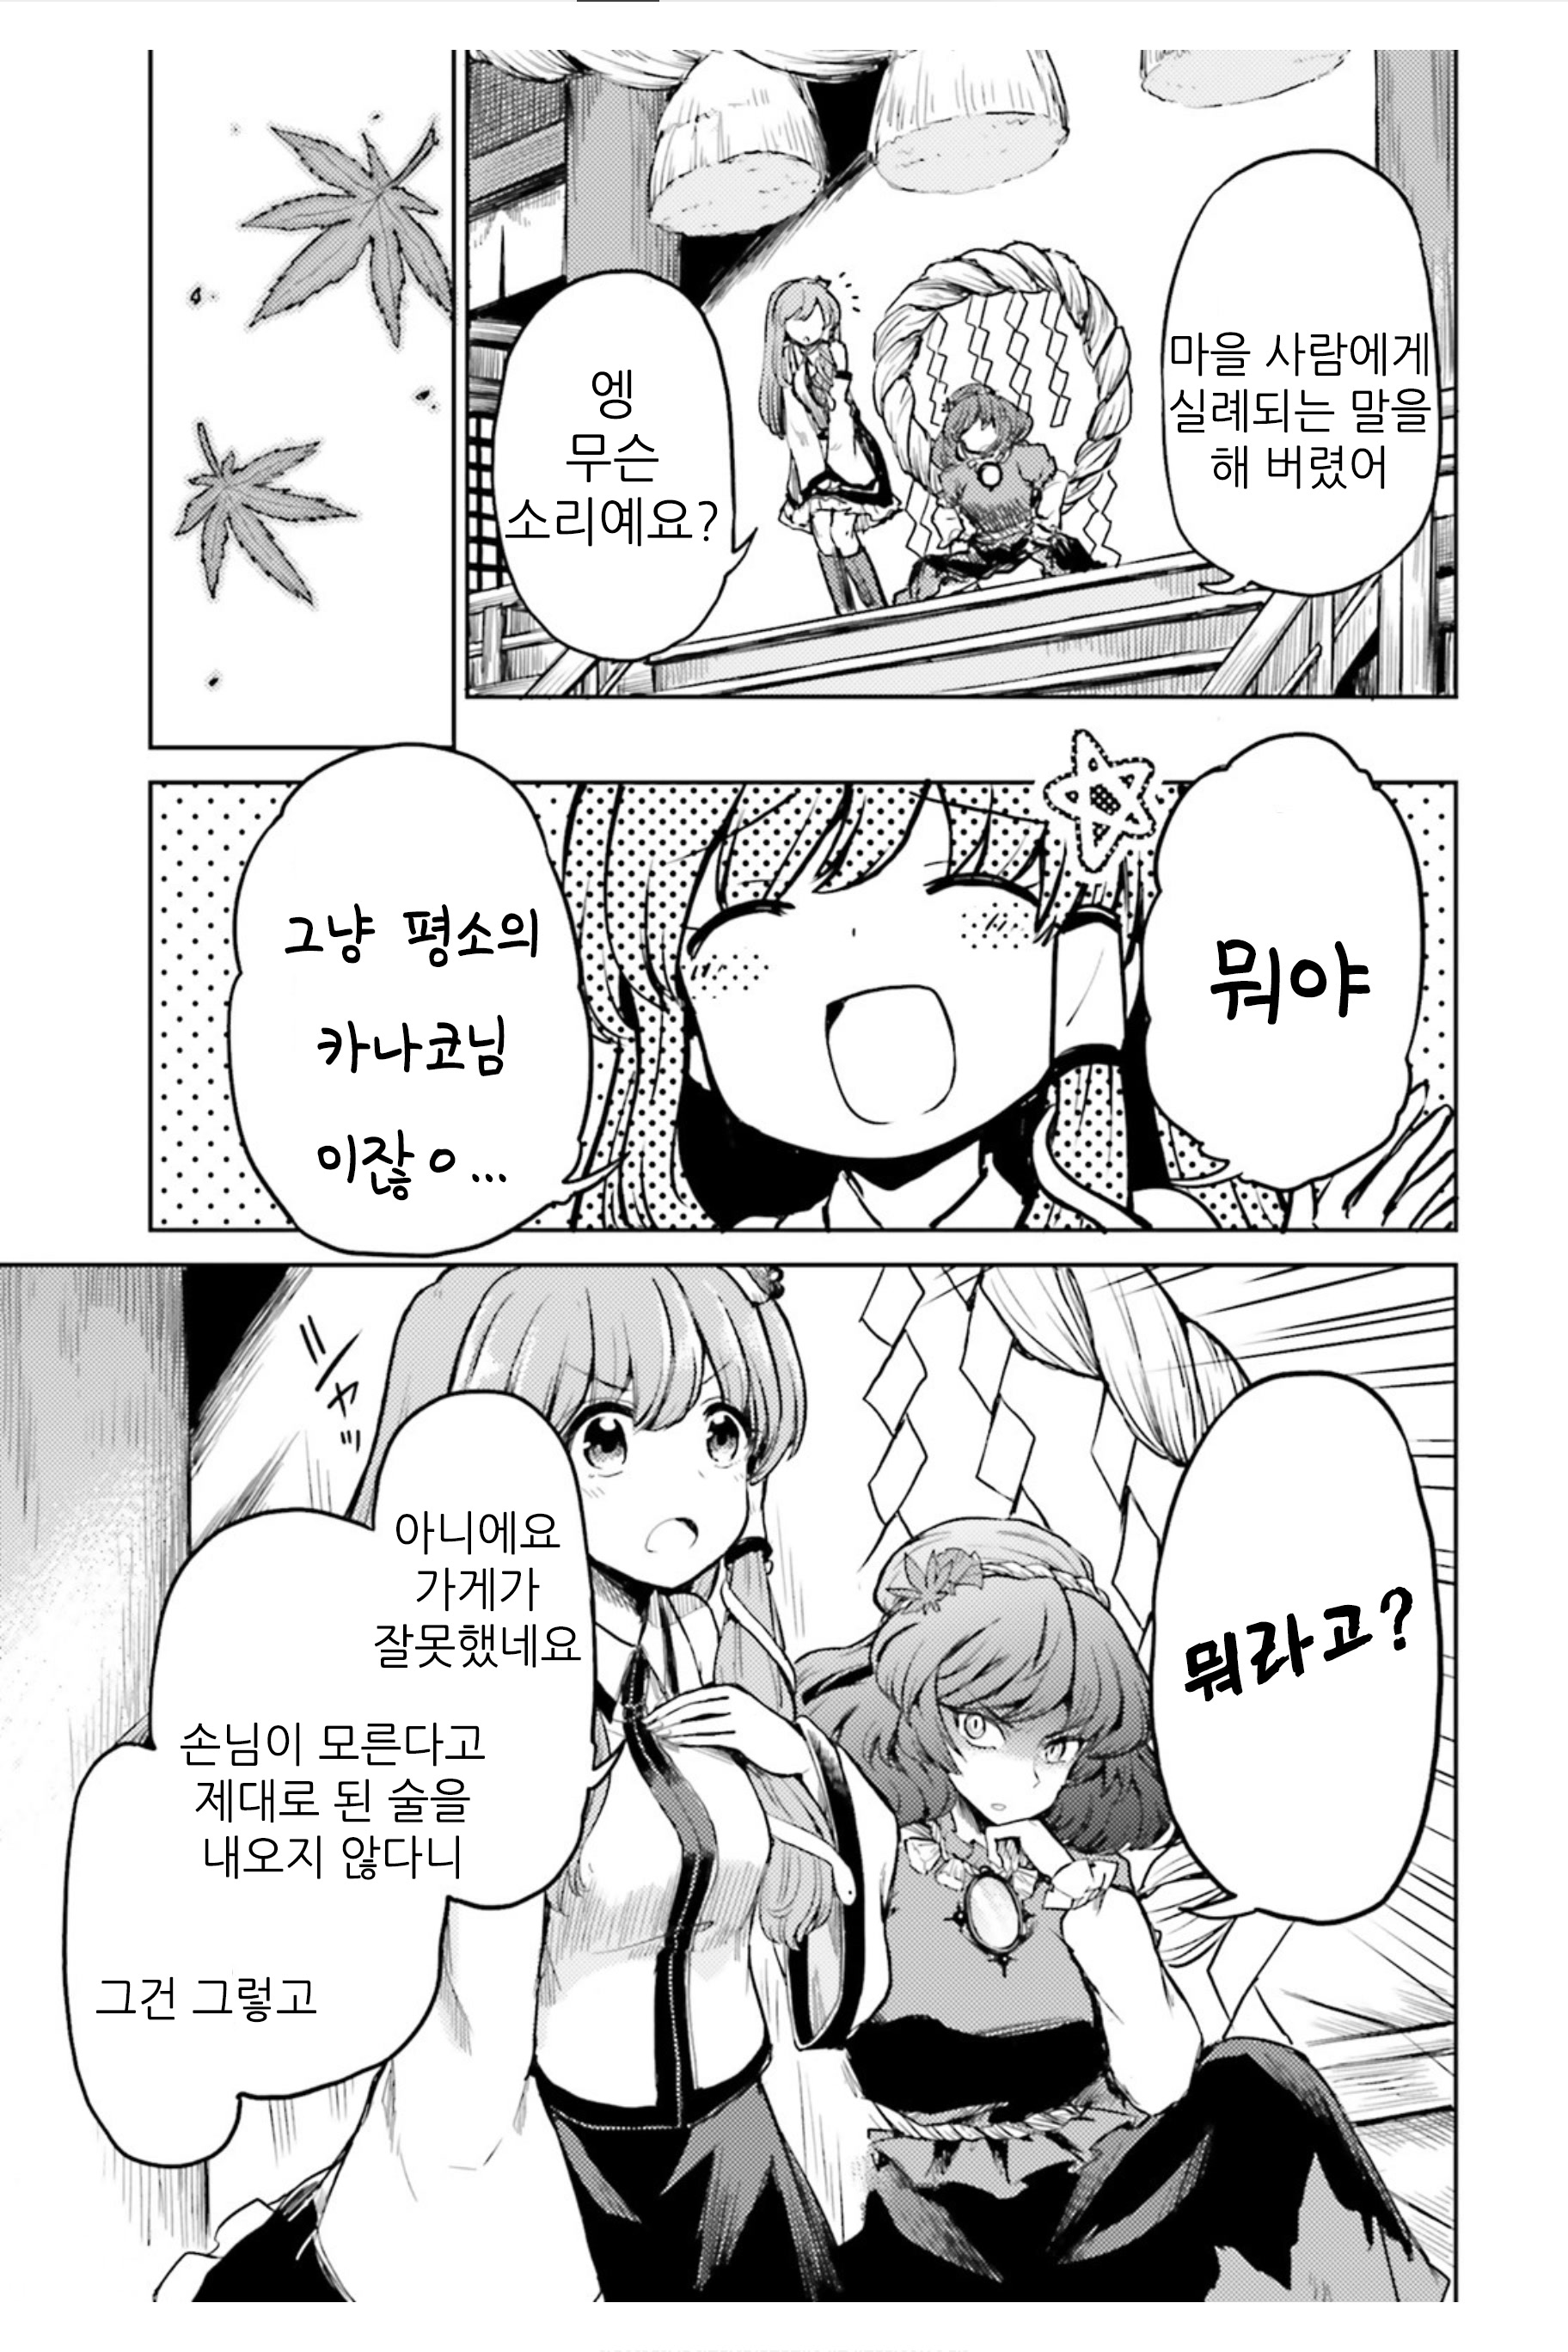 마을 사람에게
실례되는 말을
해 버렸어
엥
무슨
소리예요?
뭐야
그냥 평소의
카나코님
이잖ㅇ...
뭐라고?
아니에요
가게가
잘못했네요
손님이 모른다고
제대로 된 술을
내오지 않다니
그건 그렇고